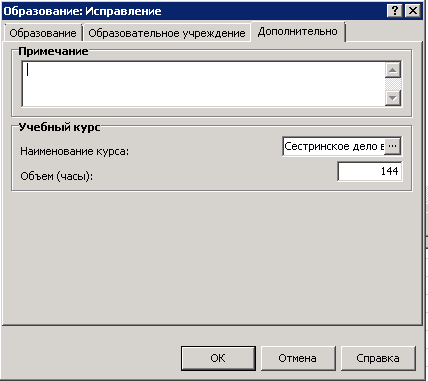 Образование: Исправление
Образование Образовательное учреждение Дополнительно
Примечание
Учебный курс
Наименование курса: Сестринское дело в ...
Объем (часы): 144
OK Отмена Справка